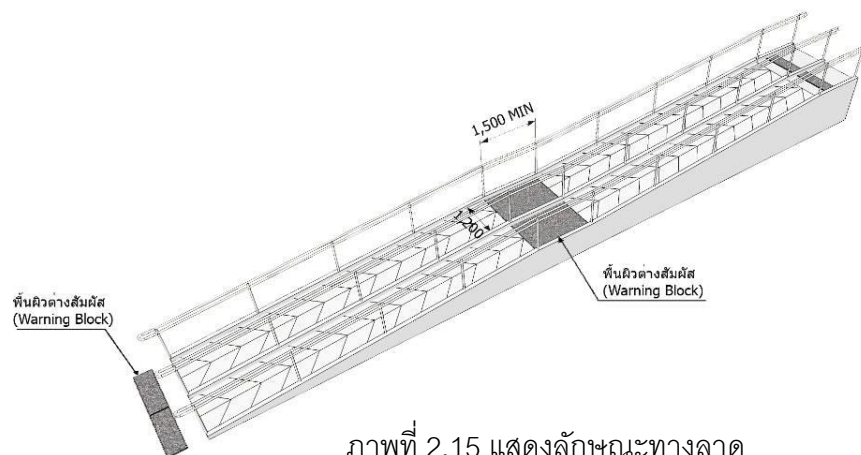 1,500 MIN
1,200
พื้นผิวต่างสัมผัส
(Warning Block)
พื้นผิวต่างสัมผัส
(Warning Block)
ภาพที่ 2.15 แสดงลักษณะทางลาด